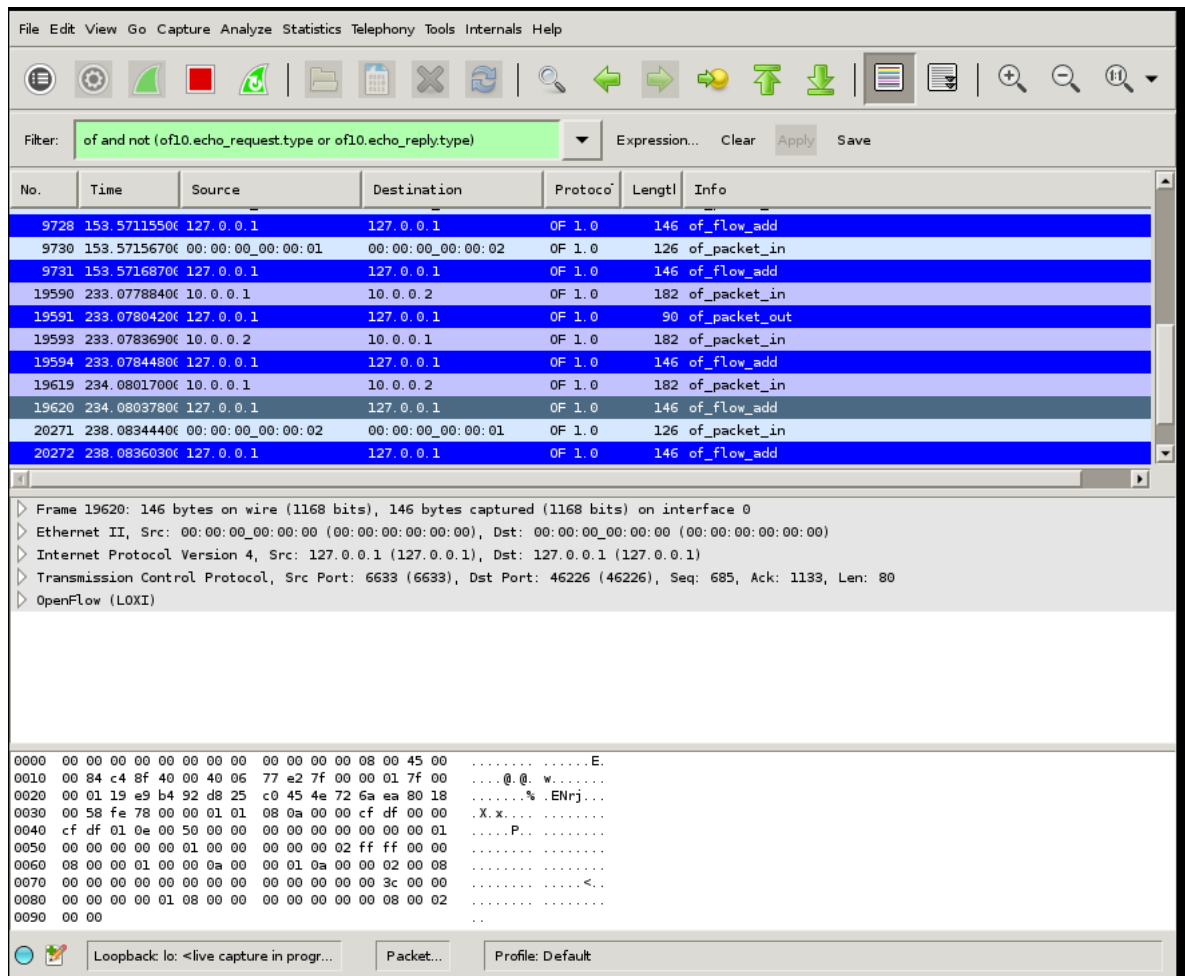 File Edit View Go Capture Analyze Statistics Telephony Tools Internals Help
Filter: of and not (of10.echo_request.type or of10.echo_reply.type) Expression... Clear Apply Save
No. Time Source Destination Protoco Lengtl Info
9728 153.57115500 127.0.0.1 127.0.0.1 OF 1.0 146 of_flow_add
9730 153.57156700 00:00:00_00:00:01 00:00:00_00:00:02 OF 1.0 126 of_packet_in
9731 153.57168700 127.0.0.1 127.0.0.1 OF 1.0 146 of_flow_add
19590 233.07788400 10.0.0.1 10.0.0.2 OF 1.0 182 of_packet_in
19591 233.07804200 127.0.0.1 127.0.0.1 OF 1.0 90 of_packet_out
19593 233.07836900 10.0.0.2 10.0.0.1 OF 1.0 182 of_packet_in
19594 233.07844800 127.0.0.1 127.0.0.1 OF 1.0 146 of_flow_add
19619 234.08017000 10.0.0.1 10.0.0.2 OF 1.0 182 of_packet_in
19620 234.08037800 127.0.0.1 127.0.0.1 OF 1.0 146 of_flow_add
20271 238.08344400 00:00:00_00:00:02 00:00:00_00:00:01 OF 1.0 126 of_packet_in
20272 238.08360300 127.0.0.1 127.0.0.1 OF 1.0 146 of_flow_add
Frame 19620: 146 bytes on wire (1168 bits), 146 bytes captured (1168 bits) on interface 0
Ethernet II, Src: 00:00:00_00:00:00 (00:00:00:00:00:00), Dst: 00:00:00_00:00:00 (00:00:00:00:00:00)
Internet Protocol Version 4, Src: 127.0.0.1 (127.0.0.1), Dst: 127.0.0.1 (127.0.0.1)
Transmission Control Protocol, Src Port: 6633 (6633), Dst Port: 46226 (46226), Seq: 685, Ack: 1133, Len: 80
OpenFlow (LOXI)
0000 00 00 00 00 00 00 00 00 00 00 00 00 08 00 45 00 ........ ......E.
0010 00 84 c4 8f 40 00 40 06 77 e2 7f 00 00 01 7f 00 ....@.@. w.......
0020 00 01 19 e9 b4 92 d8 25 c0 45 4e 72 6a ea 80 18 .......% .ENrj...
0030 00 58 fe 78 00 00 01 01 08 0a 00 00 cf df 00 00 .X.x.... ........
0040 cf df 01 0e 00 50 00 00 00 00 00 00 00 00 00 01 .....P.. ........
0050 00 00 00 00 00 01 00 00 00 00 00 02 ff ff 00 00 ........ ........
0060 08 00 00 01 00 00 0a 00 00 01 0a 00 00 02 00 08 ........ ........
0070 00 00 00 00 00 00 00 00 00 00 00 00 00 3c 00 00 ........ .....<..
0080 00 00 00 00 01 08 00 00 00 00 00 00 00 08 00 02 ........ ........
0090 00 00 ..
Loopback: lo: <live capture in progr... Packet... Profile: Default